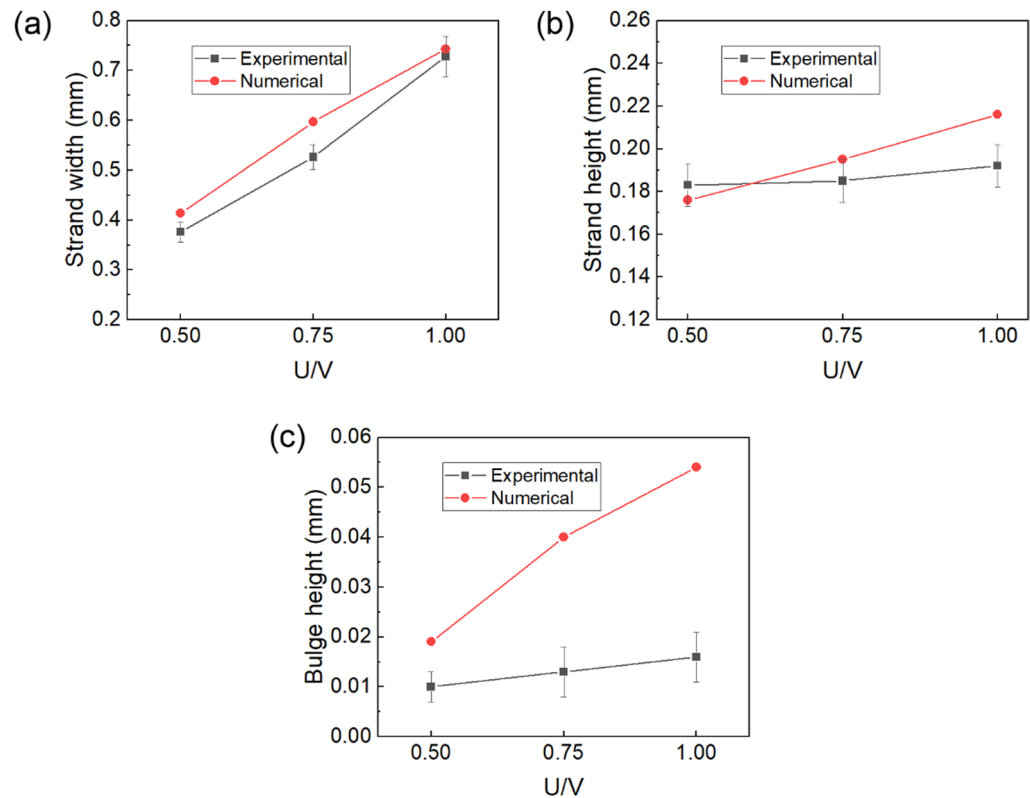 (a)
0.8
0.7
0.6
0.5
0.4
0.3
0.2
Strand width (mm)
Experimental
Numerical
0.50 0.75 1.00
U/V
(b)
0.26
0.24
0.22
0.20
0.18
0.16
0.14
0.12
Strand height (mm)
Experimental
Numerical
0.50 0.75 1.00
U/V
(c)
0.06
0.05
0.04
0.03
0.02
0.01
0.00
Bulge height (mm)
Experimental
Numerical
0.50 0.75 1.00
U/V